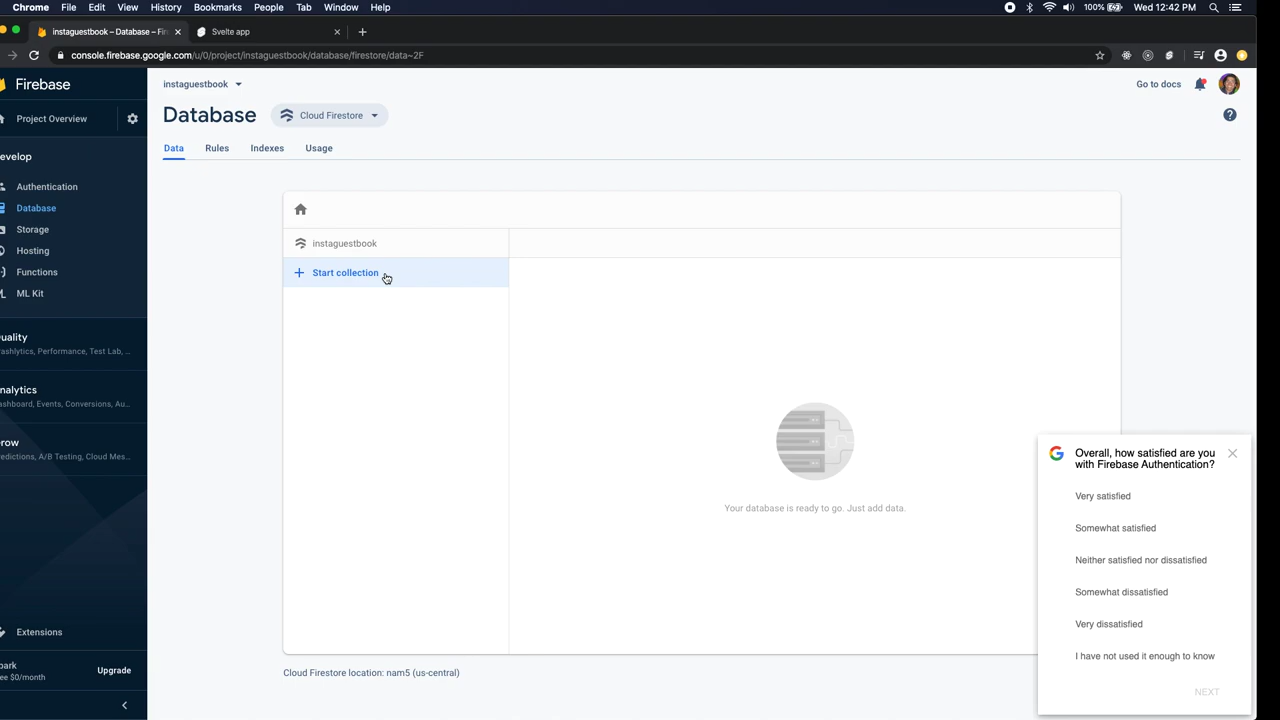 Chrome File Edit View History Bookmarks People Tab Window Help 100% Wed 12:42 PM
instaguestbook – Database – Fir Svelte app
console.firebase.google.com/u/0/project/instaguestbook/database/firestore/data~2F
Firebase
Project Overview
evelop
Authentication
Database
Storage
Hosting
Functions
ML Kit
uality
rashlytics, Performance, Test Lab, ...
nalytics
ashboard, Events, Conversions, Au...
row
edictions, A/B Testing, Cloud Mes...
Extensions
park
ee $0/month
Upgrade
instaguestbook
Go to docs
Database
Cloud Firestore
Data Rules Indexes Usage
instaguestbook
Start collection
Your database is ready to go. Just add data.
Cloud Firestore location: nam5 (us-central)
Overall, how satisfied are you
with Firebase Authentication?
Very satisfied
Somewhat satisfied
Neither satisfied nor dissatisfied
Somewhat dissatisfied
Very dissatisfied
I have not used it enough to know
NEXT